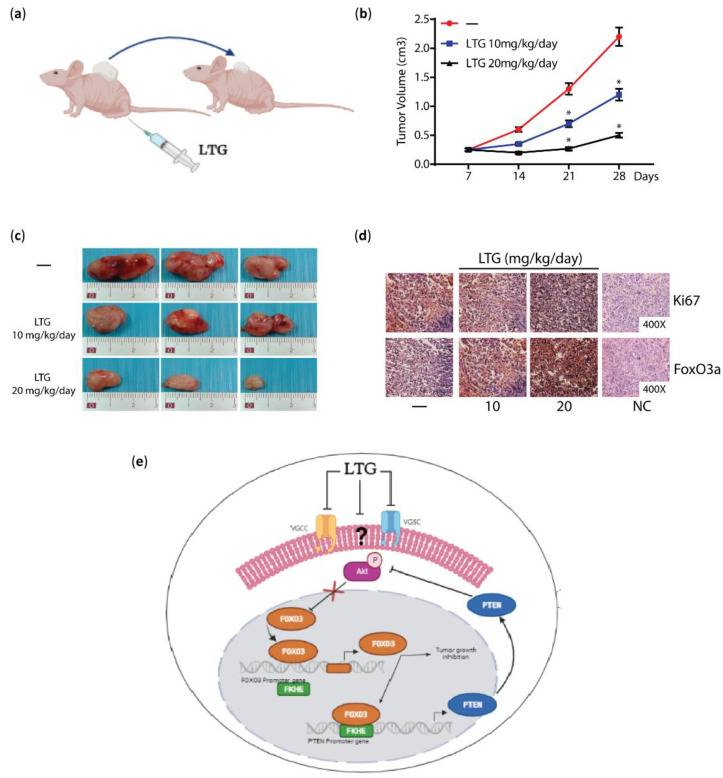 (a)
LTG
(b)
Tumor Volume (cm3)
2.5
2.0
1.5
1.0
0.5
0.0
—
LTG 10mg/kg/day
LTG 20mg/kg/day
*
*
*
*
7 14 21 28 Days
(c)
—
LTG
10 mg/kg/day
LTG
20 mg/kg/day
(d)
LTG (mg/kg/day)
Ki67
400X
FoxO3a
400X
— 10 20 NC
(e)
LTG
VGCC
VGSC
?
P
Akt
PTEN
FOXO3
FOXO3
FOXO3
Tumor growth
inhibition
FOXO3 Promoter gene
FKHE
FOXO3
PTEN
FKHE
PTEN Promoter gene